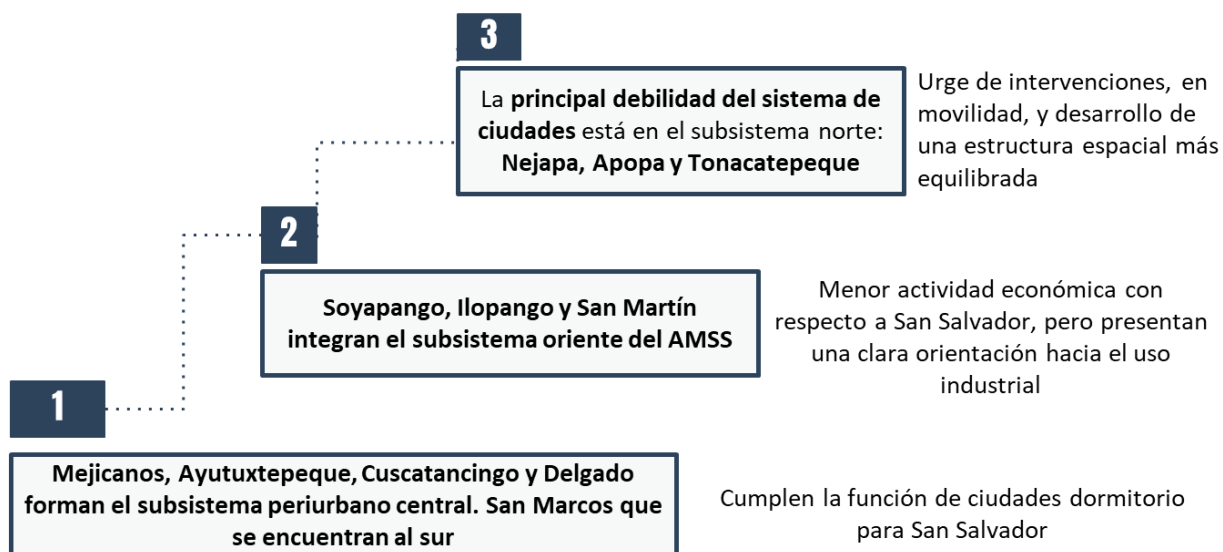 3
La principal debilidad del sistema de
ciudades está en el subsistema norte:
Nejapa, Apopa y Tonacatepeque
Urge de intervenciones, en
movilidad, y desarrollo de
una estructura espacial más
equilibrada
2
Soyapango, Ilopango y San Martín
integran el subsistema oriente del AMSS
Menor actividad económica con
respecto a San Salvador, pero presentan
una clara orientación hacia el uso
industrial
1
Mejicanos, Ayutuxtepeque, Cuscatancingo y Delgado
forman el subsistema periurbano central. San Marcos que
se encuentran al sur
Cumplen la función de ciudades dormitorio
para San Salvador